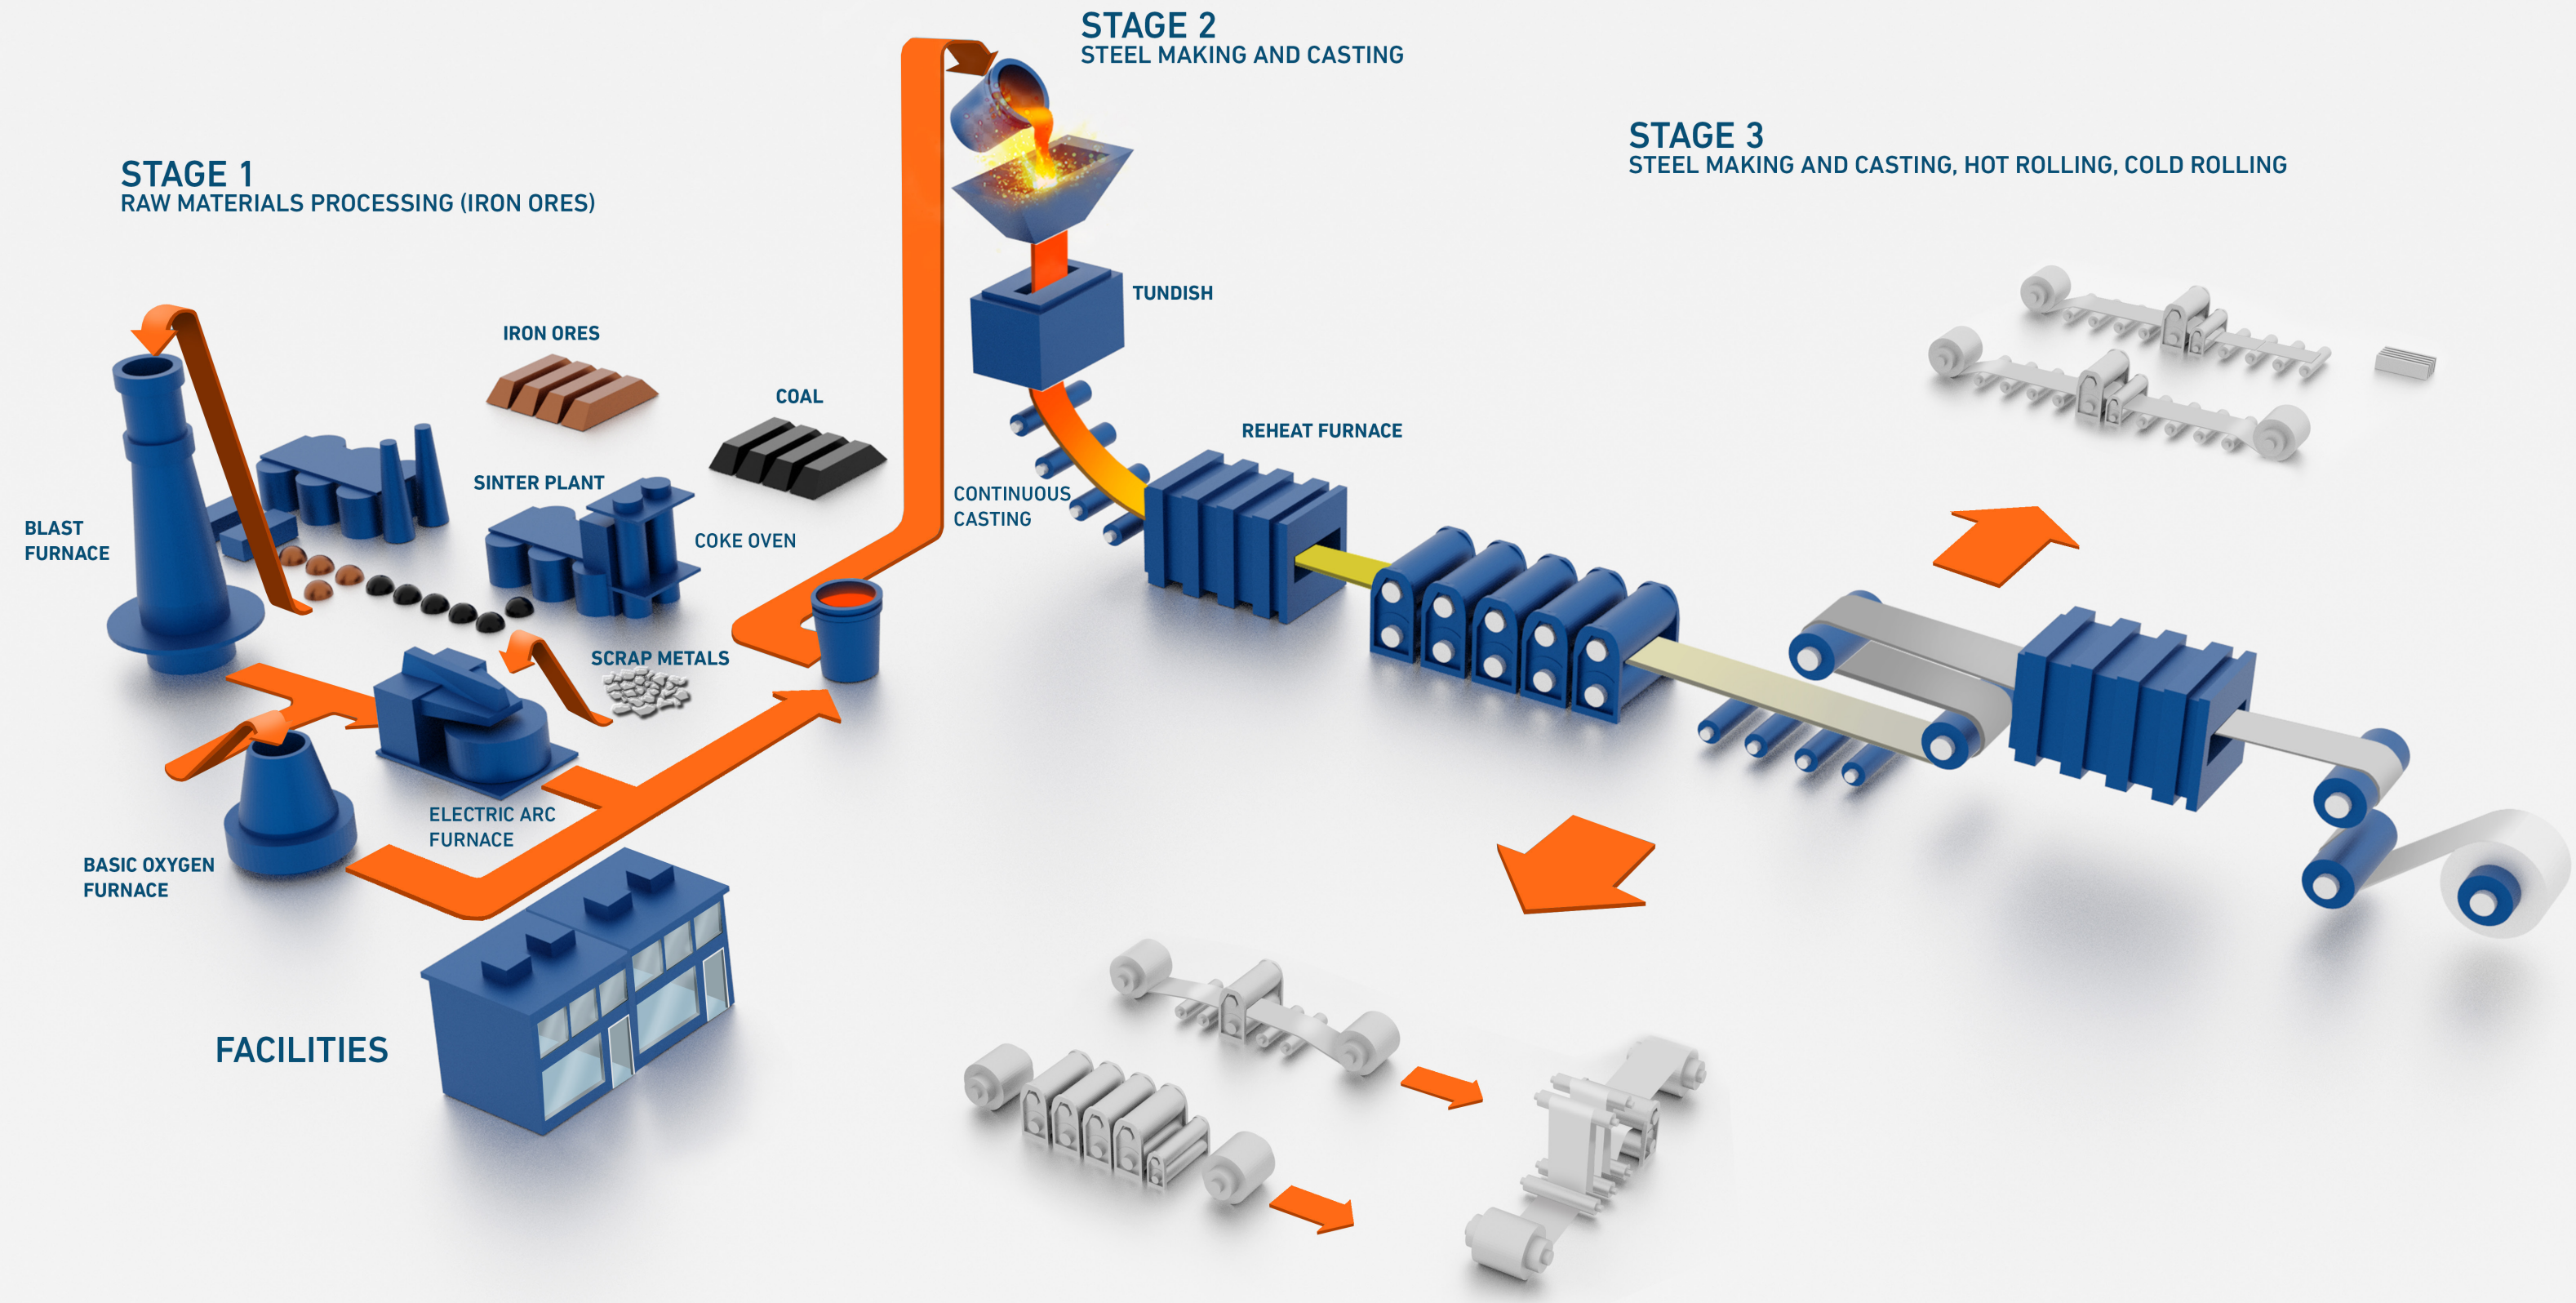 STAGE 1
RAW MATERIALS PROCESSING (IRON ORES)
IRON ORES
COAL
SINTER PLANT
COKE OVEN
BLAST
FURNACE
SCRAP METALS
ELECTRIC ARC
FURNACE
BASIC OXYGEN
FURNACE
FACILITIES
STAGE 2
STEEL MAKING AND CASTING
TUNDISH
CONTINUOUS
CASTING
REHEAT FURNACE
STAGE 3
STEEL MAKING AND CASTING, HOT ROLLING, COLD ROLLING